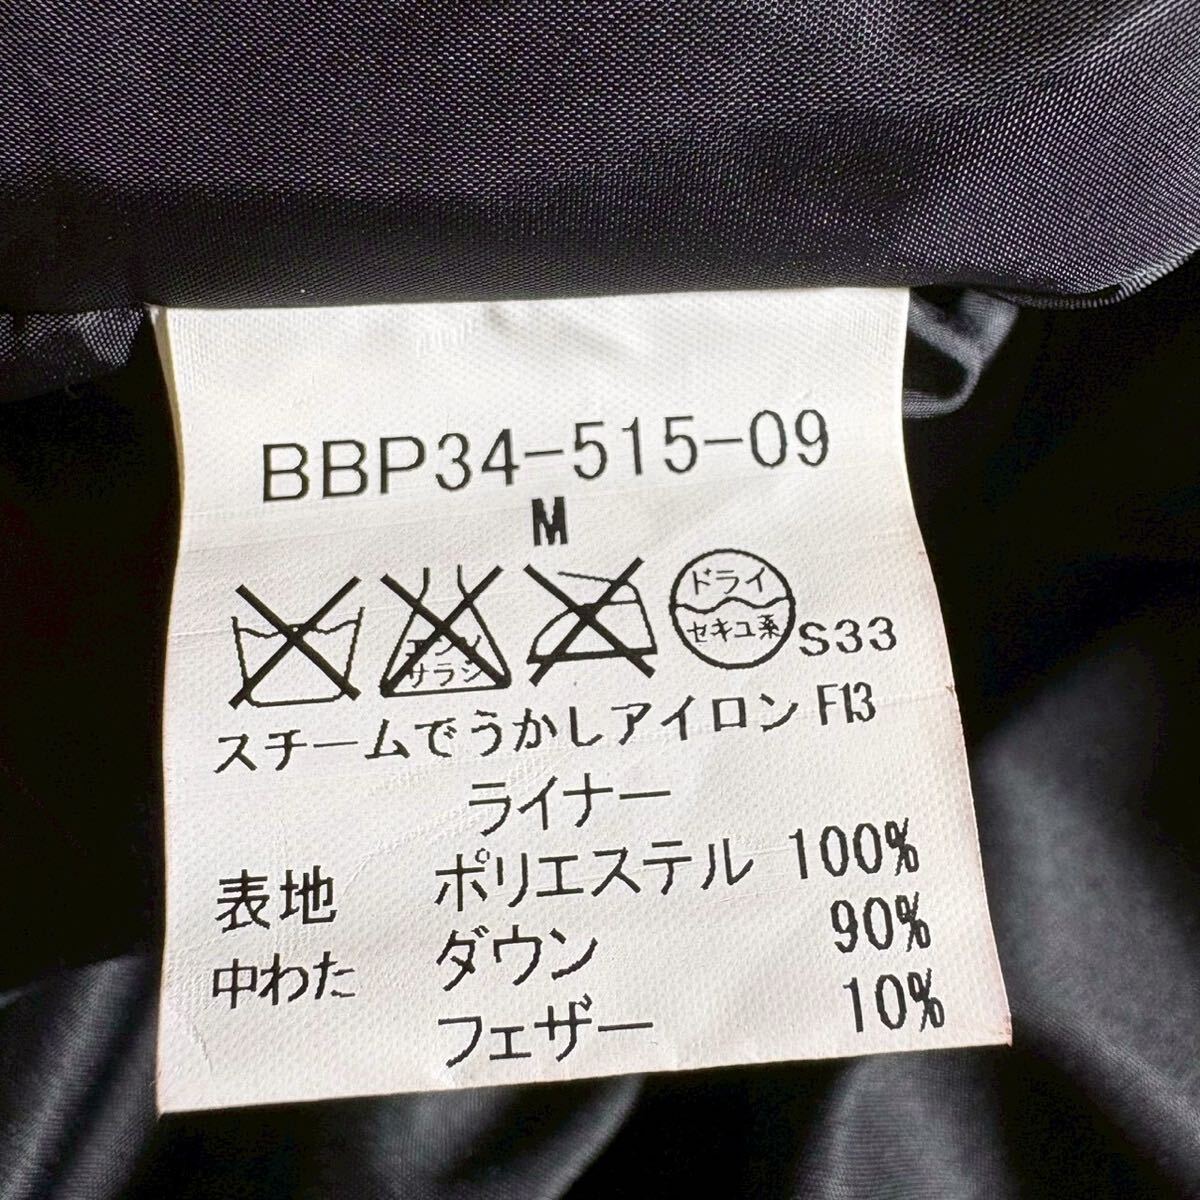 BBP34-515-09
M
エンソ
サラシ
ドライ
セキユ系
S33
スチームでうかしアイロン F13
ライナー
表地 ポリエステル 100%
中わた ダウン 90%
フェザー 10%